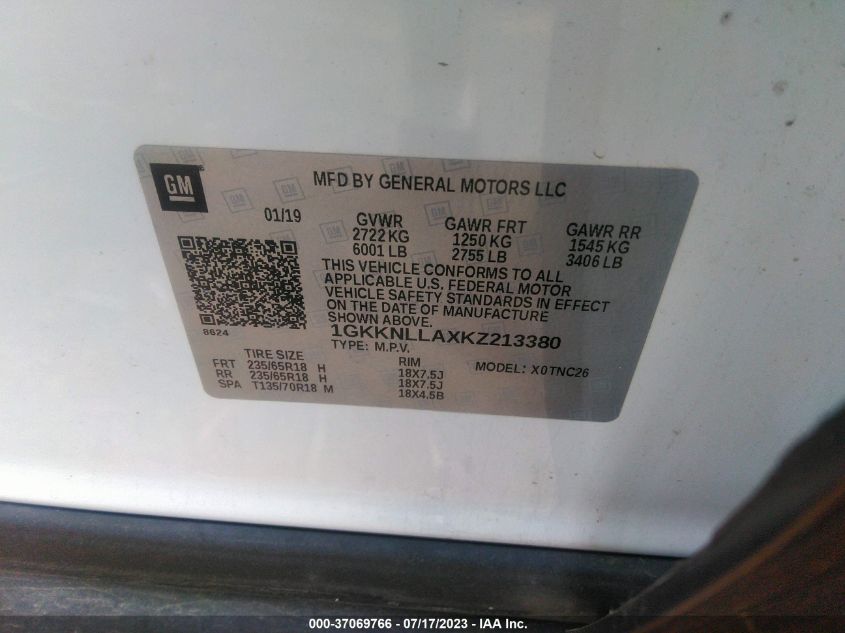 GM
MFD BY GENERAL MOTORS LLC
01/19
GVWR
2722 KG
6001 LB
GAWR FRT
1250 KG
2755 LB
GAWR RR
1545 KG
3406 LB
THIS VEHICLE CONFORMS TO ALL
APPLICABLE U.S. FEDERAL MOTOR
VEHICLE SAFETY STANDARDS IN EFFECT
ON THE DATE OF MANUFACTURE
SHOWN ABOVE.
8624
1GKKNLLAXKZ213380
TYPE: M.P.V.
MODEL: X0TNC26
TIRE SIZE RIM
FRT 235/65R18 H 18X7.5J
RR 235/65R18 H 18X7.5J
SPA T135/70R18 M 18X4.5B
000-37069766 - 07/17/2023 - IAA Inc.